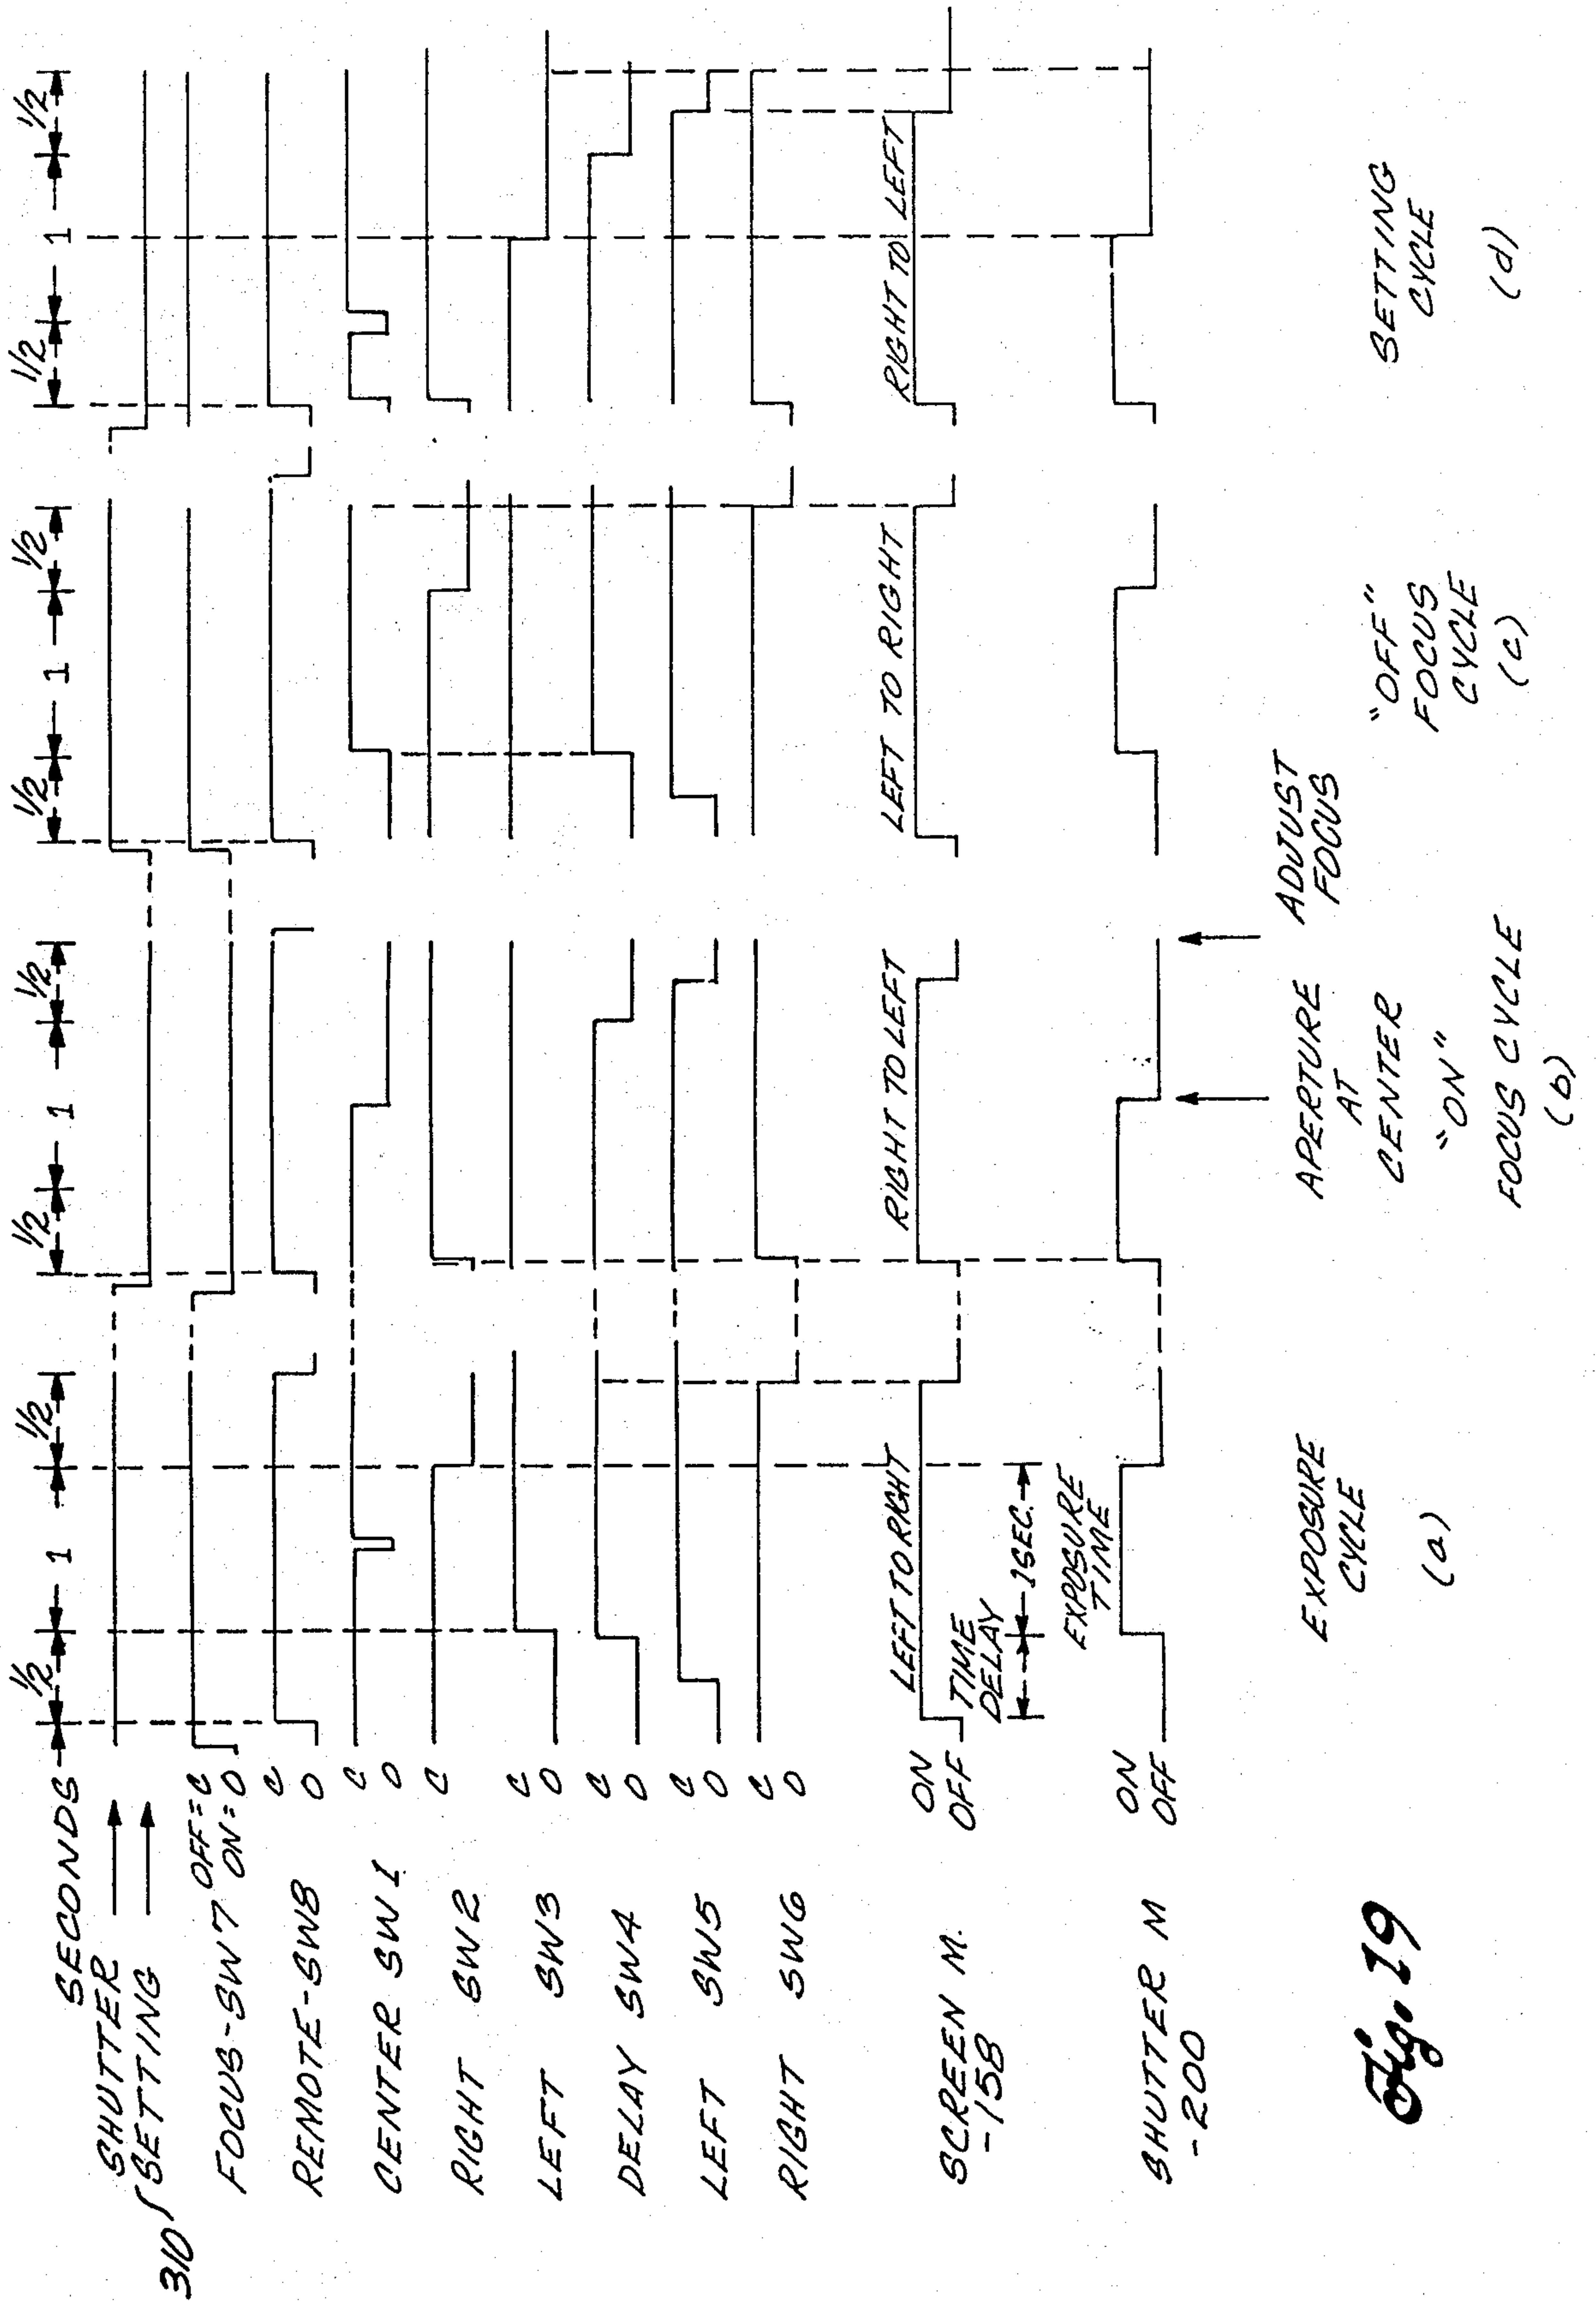 SECONDS
1/2
1
1/2
1/2
1
1/2
1/2
1
1/2
1/2
1
1/2
SHUTTER
310 SETTING
FOCUS-SW7 OFF=C
ON=O
REMOTE-SW8 C
O
CENTER SW1 C
O
RIGHT SW2 C
LEFT SW3 C
O
DELAY SW4 C
O
LEFT SW5 C
O
RIGHT SW6 C
O
SCREEN M. ON
-158 OFF
LEFT TO RIGHT
RIGHT TO LEFT
LEFT TO RIGHT
RIGHT TO LEFT
TIME
DELAY
1SEC.
EXPOSURE
TIME
SHUTTER M ON
-200 OFF
EXPOSURE
CYCLE
(a)
APERTURE
AT
CENTER
"ON"
FOCUS CYCLE
(b)
ADJUST
FOCUS
"OFF"
FOCUS
CYCLE
(c)
SETTING
CYCLE
(d)
Fig. 19